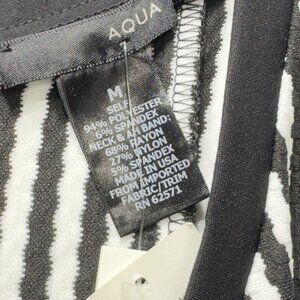 AQUA
M
SELF:
94% POLYESTER
6% SPANDEX
NECK & AH BAND:
68% RAYON
27% NYLON
5% SPANDEX
MADE IN USA
FROM IMPORTED
FABRIC/TRIM
RN 62571